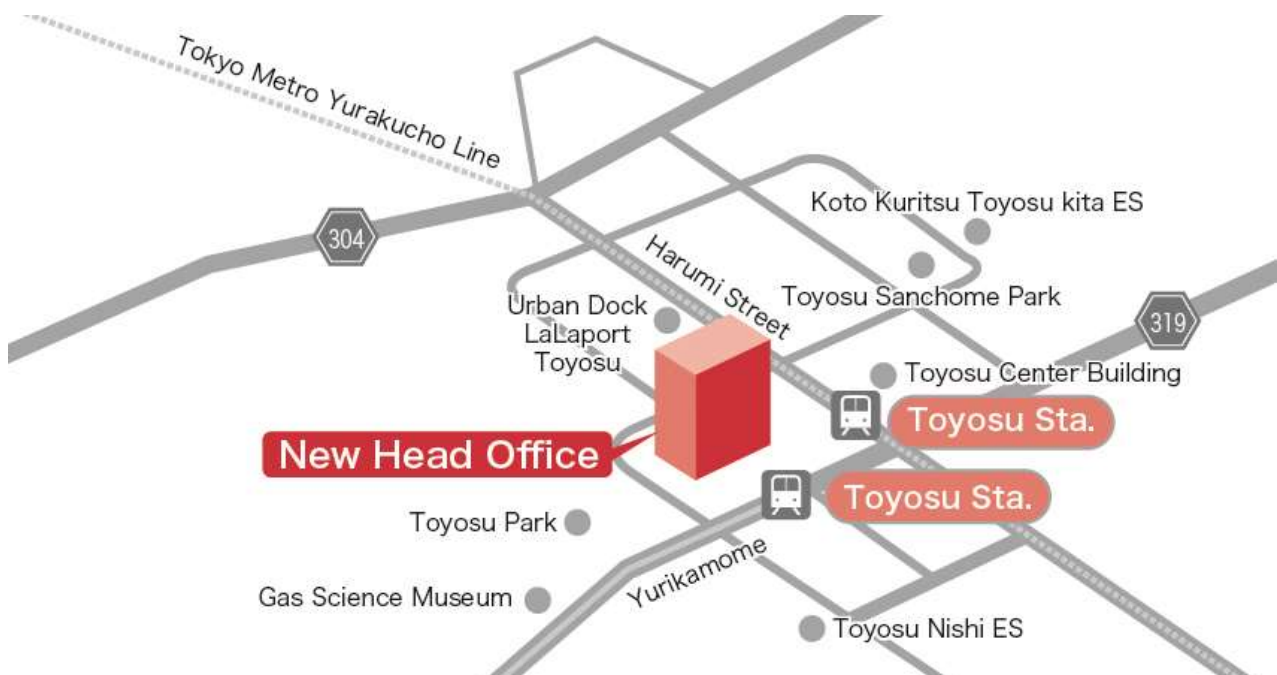 Tokyo Metro Yurakucho Line
Koto Kuritsu Toyosu kita ES
304
Harumi Street
Toyosu Sanchome Park
Urban Dock
LaLaport
Toyosu
319
Toyosu Center Building
Toyosu Sta.
New Head Office
Toyosu Sta.
Toyosu Park
Yurikamome
Gas Science Museum
Toyosu Nishi ES